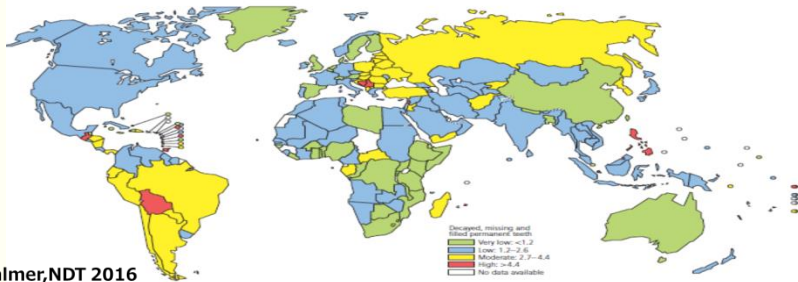 Decayed, missing and
filled permanent teeth
Very low: <1.2
Low: 1.2–2.6
Moderate: 2.7–4.4
High: >4.4
No data available
almer,NDT 2016